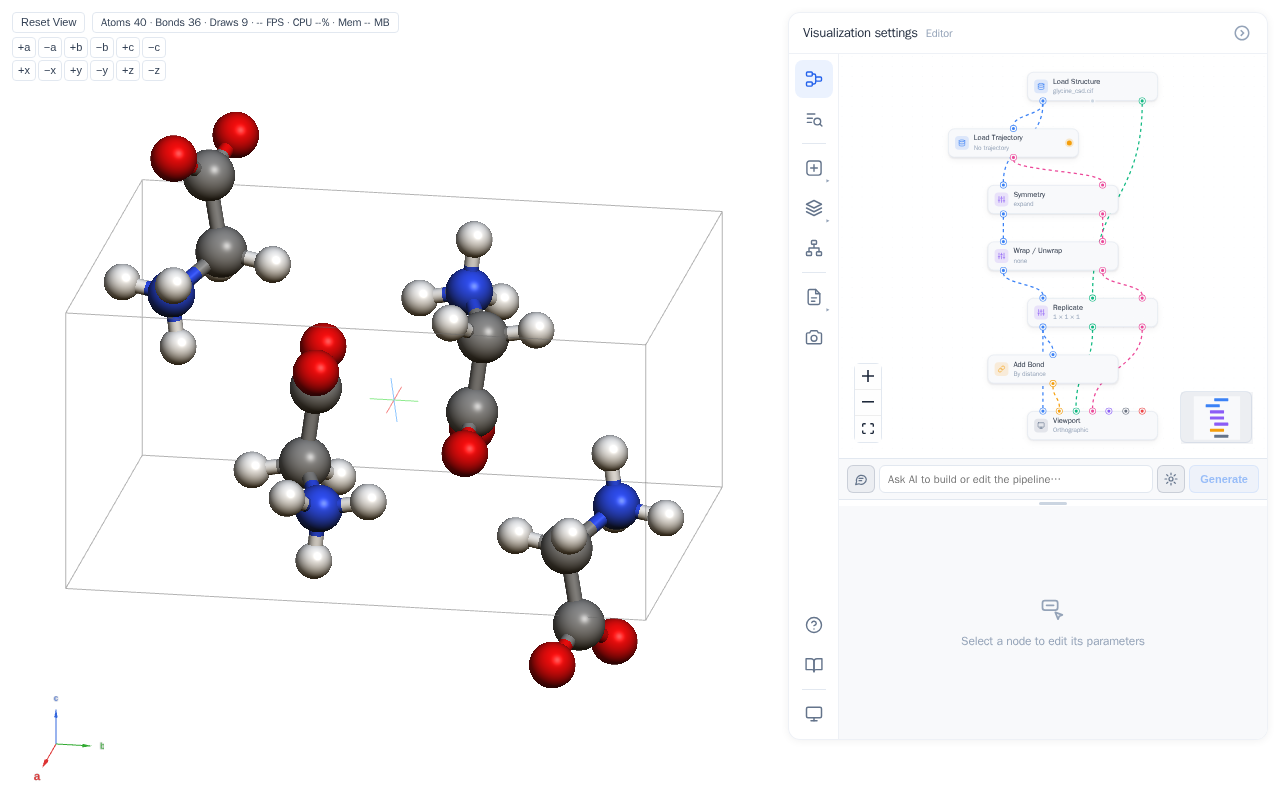 Reset View
Atoms 40 · Bonds 36 · Draws 9 · -- FPS · CPU --% · Mem -- MB
+a −a +b −b +c −c
+x −x +y −y +z −z
c
b
a
Visualization settings Editor
Load Structure
glycine_cast.cif
Load Trajectory
No trajectory
Symmetry
expand
Wrap / Unwrap
none
Replicate
1 × 1 × 1
Add Bond
By distance
Viewport
Orthographic
Ask AI to build or edit the pipeline···
Generate
Select a node to edit its parameters